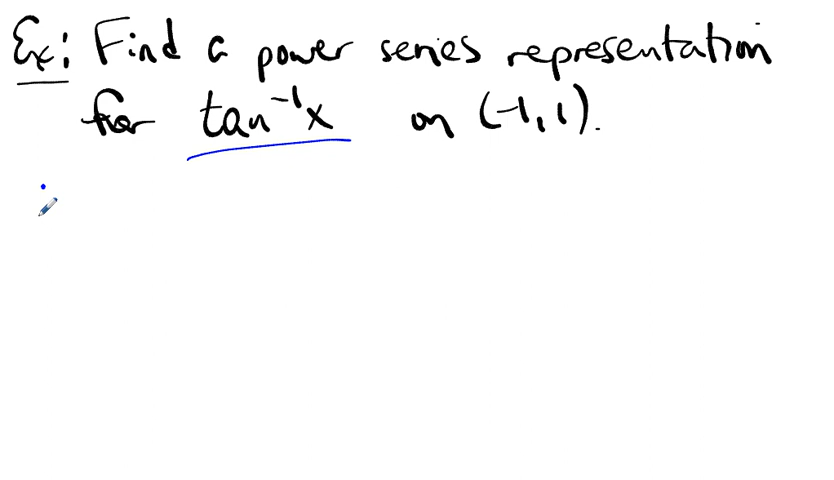 Ex: Find a power series representation
for tan⁻¹x on (-1, 1).